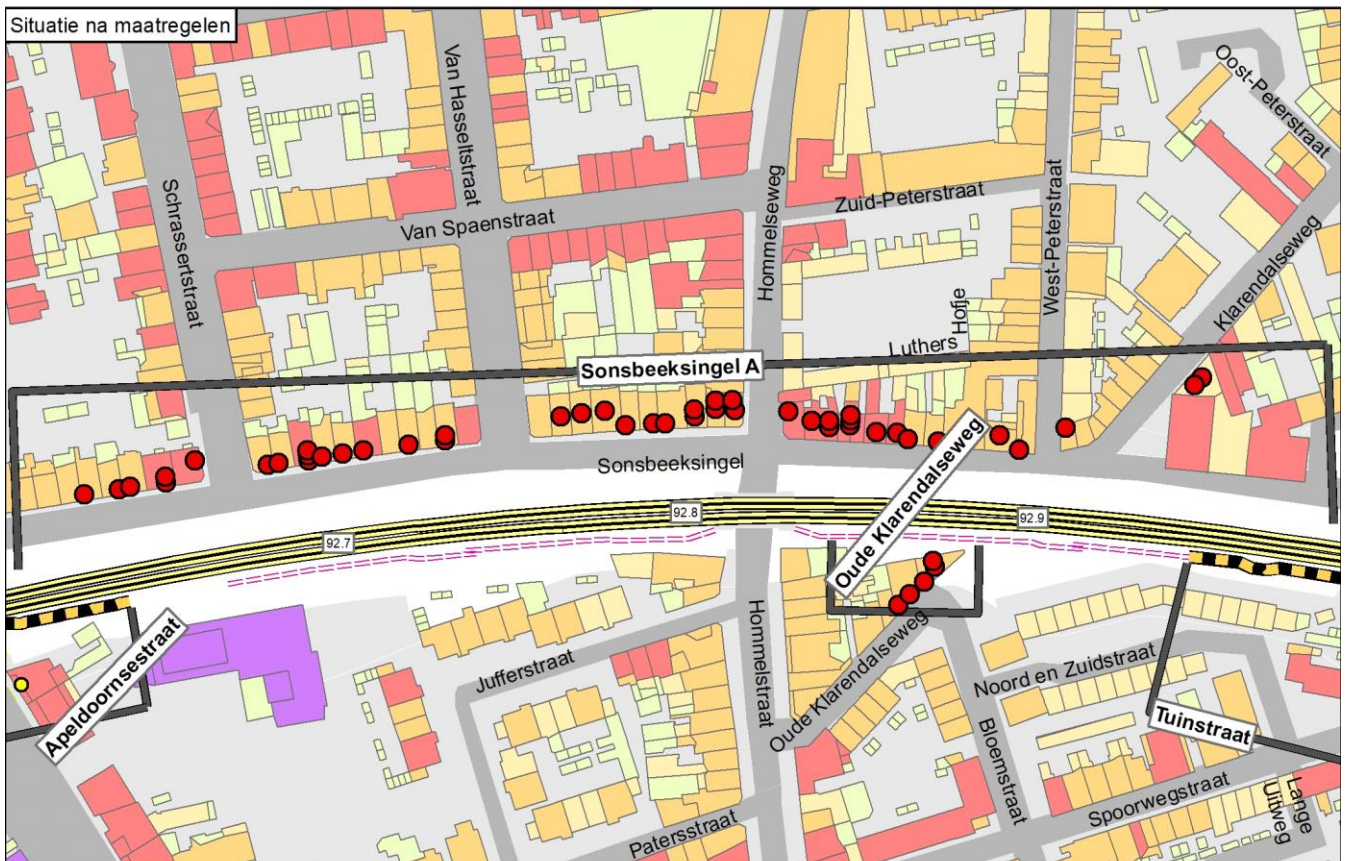 Situatie na maatregelen
Oost-Peterstraat
Van Hasseltstraat
Schrassertstraat
Van Spaenstraat
Hommelseweg
Zuid-Peterstraat
West-Peterstraat
Klarendalseweg
Luthers
Hofje
Sonsbeeksingel A
Sonsbeeksingel
Oude Klarendalseweg
92.7
92.8
92.9
Apeldoornsestraat
Jufferstraat
Hommelstraat
Oude Klarendalseweg
Bloemstraat
Noord en Zuidstraat
Tuinstraat
Spoorwegstraat
Lange
Uitweg
Patersstraat